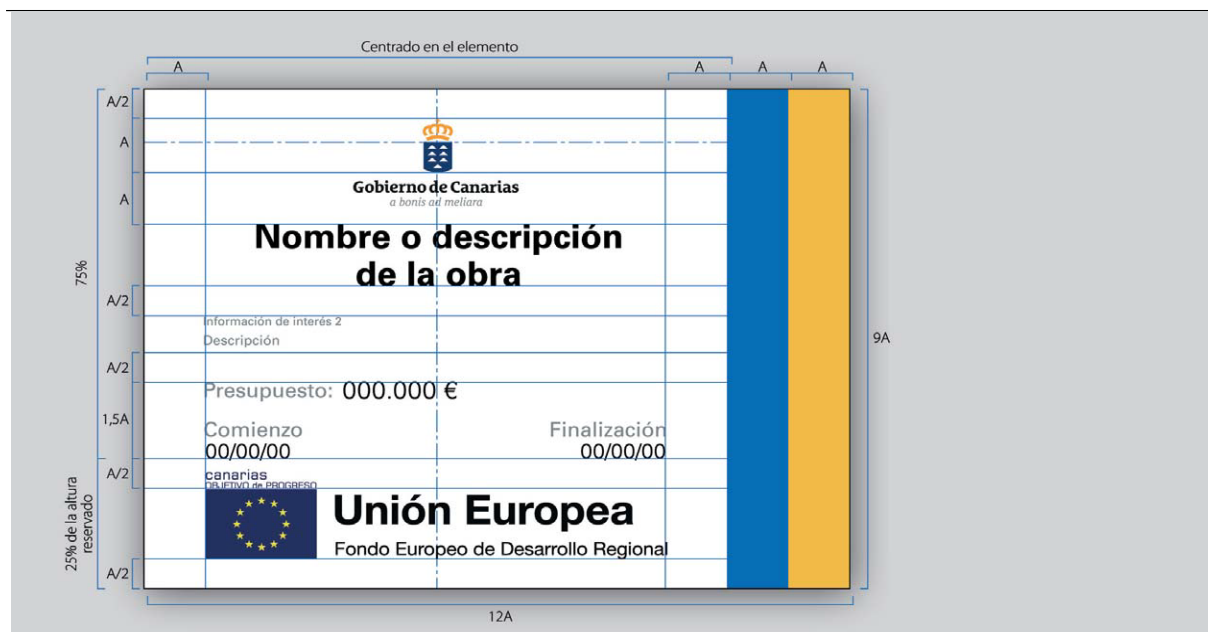 Centrado en el elemento
A A A A
A/2
A
Gobierno de Canarias
a bonis ad meliara
A
Nombre o descripción
de la obra
75%
A/2
Información de interés 2
Descripción
9A
A/2
Presupuesto: 000.000 €
1,5A
Comienzo Finalización
00/00/00 00/00/00
A/2
canarias
OBJETIVO de PROGRESO
25% de la altura
reservado
Unión Europea
Fondo Europeo de Desarrollo Regional
A/2
12A